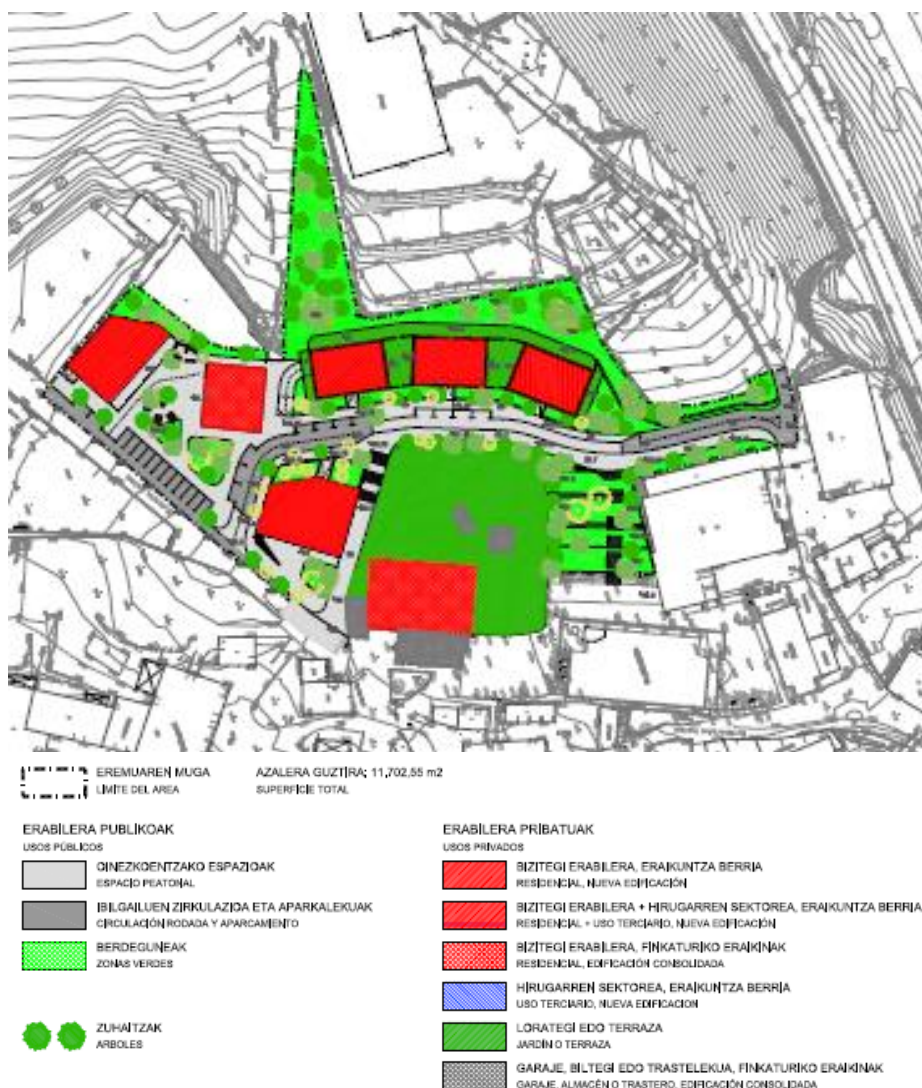 EREMUAREN MUGA AZALERA GUZTIRA: 11,702,55 m2
LIMITE DEL AREA SUPERFICIE TOTAL
ERABILERA PUBLIKOAK
USOS PÚBLICOS
OINEZKOENTZAKO ESPAZIOAK
ESPACIO PEATONAL
IBILGAILUEN ZIRKULAZIOA ETA APARKALEKUAK
CIRCULACIÓN RODADA Y APARCAMIENTO
BERDEGUNEAK
ZONAS VERDES
ZUHAITZAK
ARBOLES
ERABILERA PRIBATUAK
USOS PRIVADOS
BIZITEGI ERABILERA, ERAIKUNTZA BERRIA
RESIDENCIAL, NUEVA EDIFICACIÓN
BIZITEGI ERABILERA + HIRUGARREN SEKTOREA, ERAIKUNTZA BERRIA
RESIDENCIAL + USO TERCIARIO, NUEVA EDIFICACIÓN
BIZITEGI ERABILERA, FINKATURIKO ERAIKINAK
RESIDENCIAL, EDIFICACIÓN CONSOLIDADA
HIRUGARREN SEKTOREA, ERAIKUNTZA BERRIA
USO TERCIARIO, NUEVA EDIFICACION
LORATEGI EDO TERRAZA
JARDÍN O TERRAZA
GARAJE, BILTEGI EDO TRASTELEKUA, FINKATURIKO ERAIKINAK
GARAJE, ALMACÉN O TRASTERO, EDIFICACIÓN CONSOLIDADA